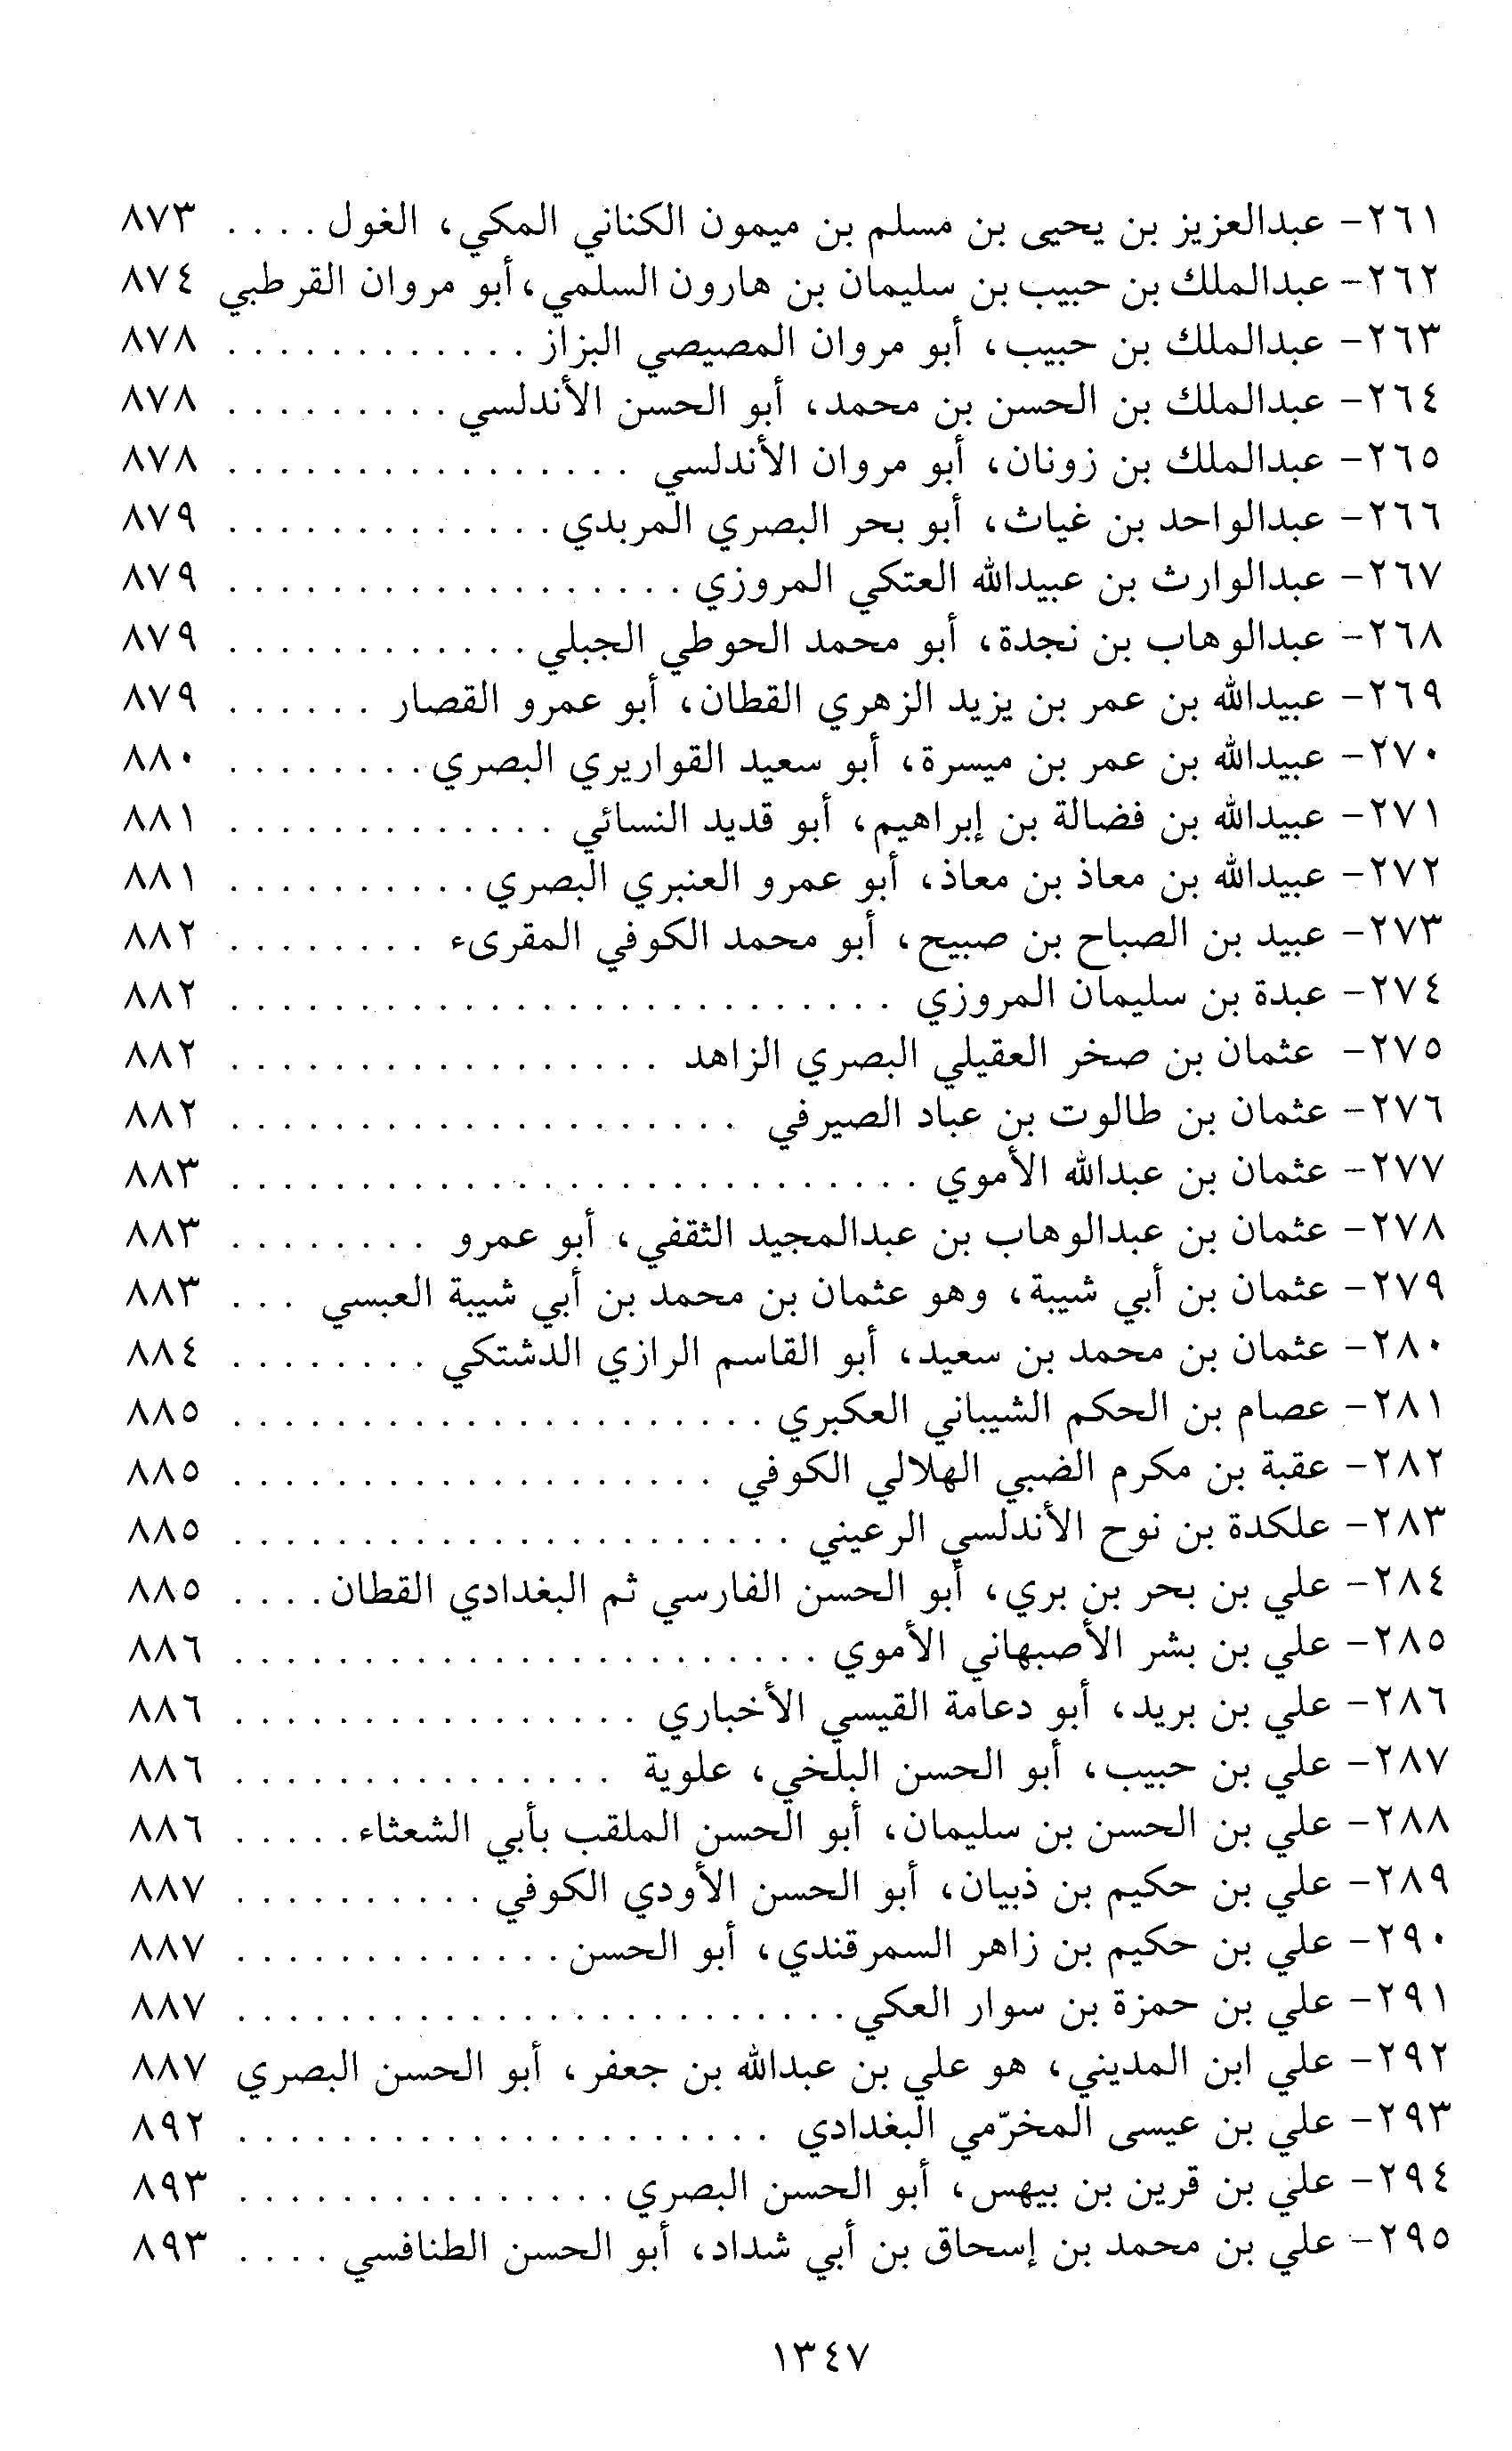 ٢٦١- عبدالعزيز بن يحيى بن مسلم بن ميمون الكناني المكي، الغول . . . . ٨٧٣
٢٦٢- عبدالملك بن حبيب بن سليمان بن هارون السلمي، أبو مروان القرطبي ٨٧٤
٢٦٣- عبدالملك بن حبيب، أبو مروان المصيصي البزاز . . . . . . . . . . . . ٨٧٨
٢٦٤- عبدالملك بن الحسن بن محمد، أبو الحسن الأندلسي . . . . . . . . . ٨٧٨
٢٦٥- عبدالملك بن زونان، أبو مروان الأندلسي . . . . . . . . . . . . . . . . ٨٧٨
٢٦٦- عبدالواحد بن غياث، أبو بحر البصري المربدي . . . . . . . . . . . . . ٨٧٩
٢٦٧- عبدالوارث بن عبيدالله العتكي المروزي . . . . . . . . . . . . . . . . . . ٨٧٩
٢٦٨- عبدالوهاب بن نجدة، أبو محمد الحوطي الجبلي . . . . . . . . . . . . ٨٧٩
٢٦٩- عبيدالله بن عمر بن يزيد الزهري القطان، أبو عمرو القصار . . . . . . ٨٧٩
٢٧٠- عبيدالله بن عمر بن ميسرة، أبو سعيد القواريري البصري . . . . . . . . ٨٨٠
٢٧١- عبيدالله بن فضالة بن إبراهيم، أبو قديد النسائي . . . . . . . . . . . . . ٨٨١
٢٧٢- عبيدالله بن معاذ بن معاذ، أبو عمرو العنبري البصري . . . . . . . . . . ٨٨١
٢٧٣- عبيد بن الصباح بن صبيح، أبو محمد الكوفي المقرىء . . . . . . . . ٨٨٢
٢٧٤- عبدة بن سليمان المروزي . . . . . . . . . . . . . . . . . . . . . . . . . . ٨٨٢
٢٧٥- عثمان بن صخر العقيلي البصري الزاهد . . . . . . . . . . . . . . . . . ٨٨٢
٢٧٦- عثمان بن طالوت بن عباد الصيرفي . . . . . . . . . . . . . . . . . . . . ٨٨٢
٢٧٧- عثمان بن عبدالله الأموي . . . . . . . . . . . . . . . . . . . . . . . . . . . ٨٨٣
٢٧٨- عثمان بن عبدالوهاب بن عبدالمجيد الثقفي، أبو عمرو . . . . . . . . ٨٨٣
٢٧٩- عثمان بن أبي شيبة، وهو عثمان بن محمد بن أبي شيبة العبسي . . . ٨٨٣
٢٨٠- عثمان بن محمد بن سعيد، أبو القاسم الرازي الدشتكي . . . . . . . . ٨٨٤
٢٨١- عصام بن الحكم الشيباني العكبري . . . . . . . . . . . . . . . . . . . . . ٨٨٥
٢٨٢- عقبة بن مكرم الضبي الهلالي الكوفي . . . . . . . . . . . . . . . . . . . ٨٨٥
٢٨٣- علكدة بن نوح الأندلسي الرعيني . . . . . . . . . . . . . . . . . . . . . . ٨٨٥
٢٨٤- علي بن بحر بن بري، أبو الحسن الفارسي ثم البغدادي القطان . . . . ٨٨٥
٢٨٥- علي بن بشر الأصبهاني الأموي . . . . . . . . . . . . . . . . . . . . . . . ٨٨٦
٢٨٦- علي بن بريد، أبو دعامة القيسي الأخباري . . . . . . . . . . . . . . . . ٨٨٦
٢٨٧- علي بن حبيب، أبو الحسن البلخي، علوية . . . . . . . . . . . . . . . ٨٨٦
٢٨٨- علي بن الحسن بن سليمان، أبو الحسن الملقب بأبي الشعثاء . . . . . ٨٨٦
٢٨٩- علي بن حكيم بن ذبيان، أبو الحسن الأودي الكوفي . . . . . . . . . . ٨٨٧
٢٩٠- علي بن حكيم بن زاهر السمرقندي، أبو الحسن . . . . . . . . . . . . . ٨٨٧
٢٩١- علي بن حمزة بن سوار العكي . . . . . . . . . . . . . . . . . . . . . . . . ٨٨٧
٢٩٢- علي ابن المديني، هو علي بن عبدالله بن جعفر، أبو الحسن البصري ٨٨٧
٢٩٣- علي بن عيسى المخرّمي البغدادي . . . . . . . . . . . . . . . . . . . . . ٨٩٢
٢٩٤- علي بن قرين بن بيهس، أبو الحسن البصري . . . . . . . . . . . . . . . ٨٩٣
٢٩٥- علي بن محمد بن إسحاق بن أبي شداد، أبو الحسن الطنافسي . . . . ٨٩٣
١٣٤٧